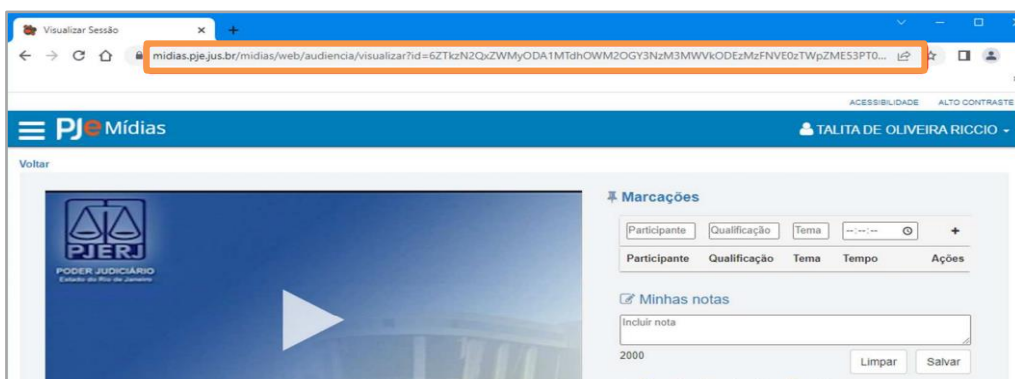 Visualizar Sessão
midias.pje.jus.br/midias/web/audiencia/visualizar?id=6ZTkzN2QxZWMyODA1MTdhOWM2OGY3NzM3MWVkODEzMzFNVE0zTWpZME53PT0...
ACESSIBILIDADE ALTO CONTRASTE
PJe Mídias
TALITA DE OLIVEIRA RICCIO
Voltar
PJERJ
PODER JUDICIÁRIO
Estado do Rio de Janeiro
Marcações
Participante Qualificação Tema --:--:-- +
Participante Qualificação Tema Tempo Ações
Minhas notas
Incluir nota
2000
Limpar Salvar